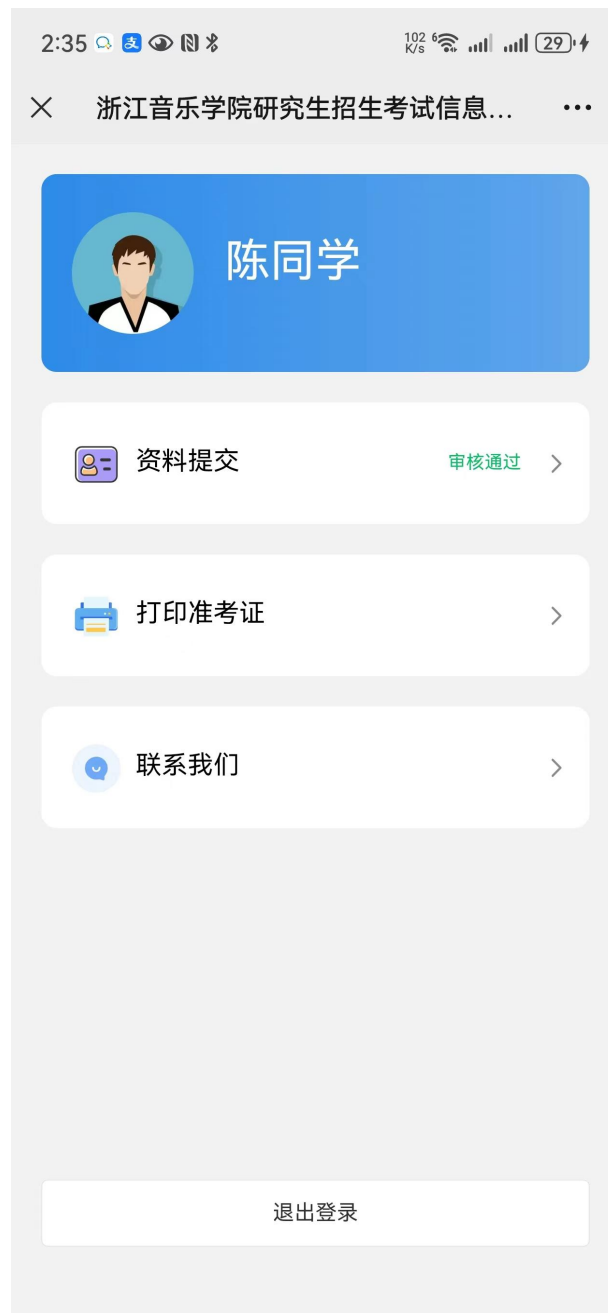 2:35 支 102 K/s 6 29
浙江音乐学院研究生招生考试信息...
陈同学
资料提交 审核通过
打印准考证
联系我们
退出登录